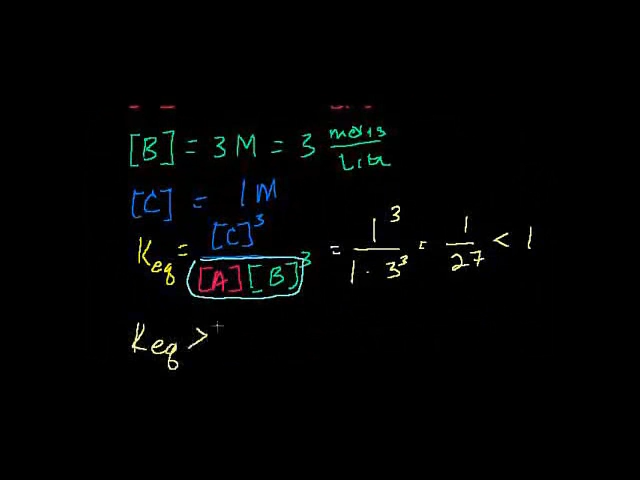 [B] = 3 M = 3 moles/Liter
[C] = 1 M
Keq = [C]^3 / [A][B]^3 = 1^3 / 1 · 3^3 = 1/27 < 1
Keq >